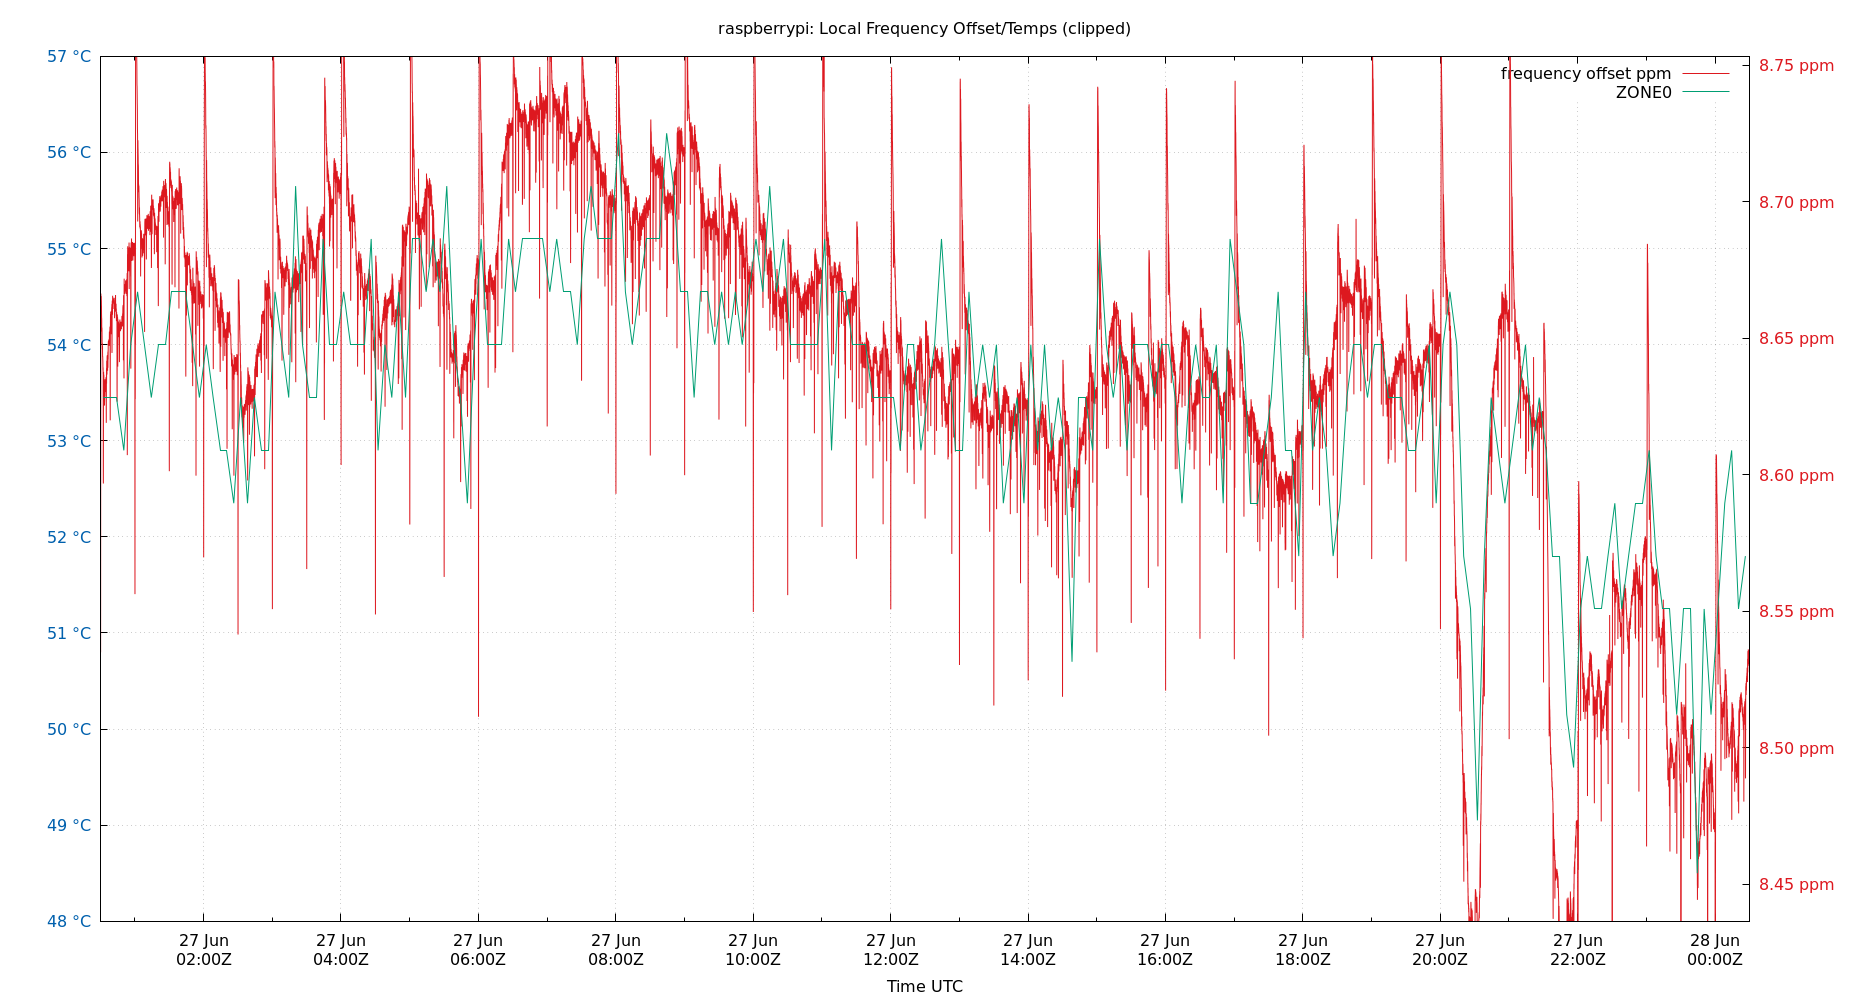 raspberrypi: Local Frequency Offset/Temps (clipped)
57 °C
56 °C
55 °C
54 °C
53 °C
52 °C
51 °C
50 °C
49 °C
48 °C
8.75 ppm
8.70 ppm
8.65 ppm
8.60 ppm
8.55 ppm
8.50 ppm
8.45 ppm
frequency offset ppm
ZONE0
27 Jun 27 Jun 27 Jun 27 Jun 27 Jun 27 Jun 27 Jun 27 Jun 27 Jun 27 Jun 27 Jun 28 Jun
02:00Z 04:00Z 06:00Z 08:00Z 10:00Z 12:00Z 14:00Z 16:00Z 18:00Z 20:00Z 22:00Z 00:00Z
Time UTC